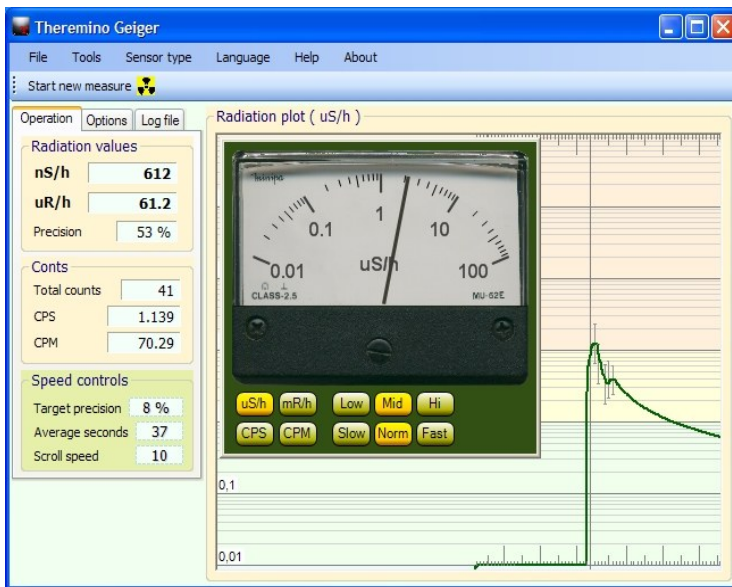 Theremino Geiger
File Tools Sensor type Language Help About
Start new measure
Operation Options Log file
Radiation values
nS/h 612
uR/h 61.2
Precision 53 %
Conts
Total counts 41
CPS 1.139
CPM 70.29
Speed controls
Target precision 8 %
Average seconds 37
Scroll speed 10
Radiation plot ( uS/h )
0.01 0.1 1 10 100
uS/h
CLASS-2.5 MU-52E
uS/h mR/h Low Mid Hi
CPS CPM Slow Norm Fast
0,1
0,01